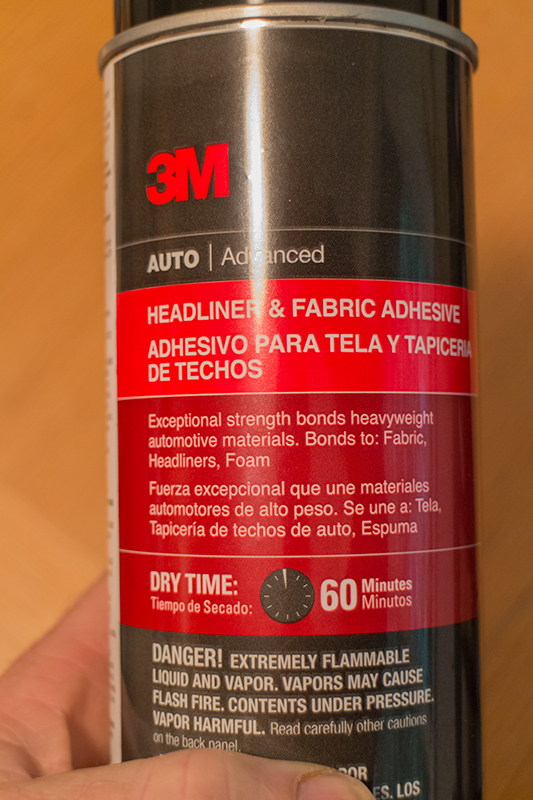 3M
AUTO | Advanced
HEADLINER & FABRIC ADHESIVE
ADHESIVO PARA TELA Y TAPICERIA
DE TECHOS
Exceptional strength bonds heavyweight
automotive materials. Bonds to: Fabric,
Headliners, Foam
Fuerza excepcional que une materiales
automotores de alto peso. Se une a: Tela,
Tapicería de techos de auto, Espuma
DRY TIME: 60 Minutes
Tiempo de Secado: Minutos
DANGER! EXTREMELY FLAMMABLE
LIQUID AND VAPOR. VAPORS MAY CAUSE
FLASH FIRE. CONTENTS UNDER PRESSURE.
VAPOR HARMFUL. Read carefully other cautions
on the back panel.
LOS